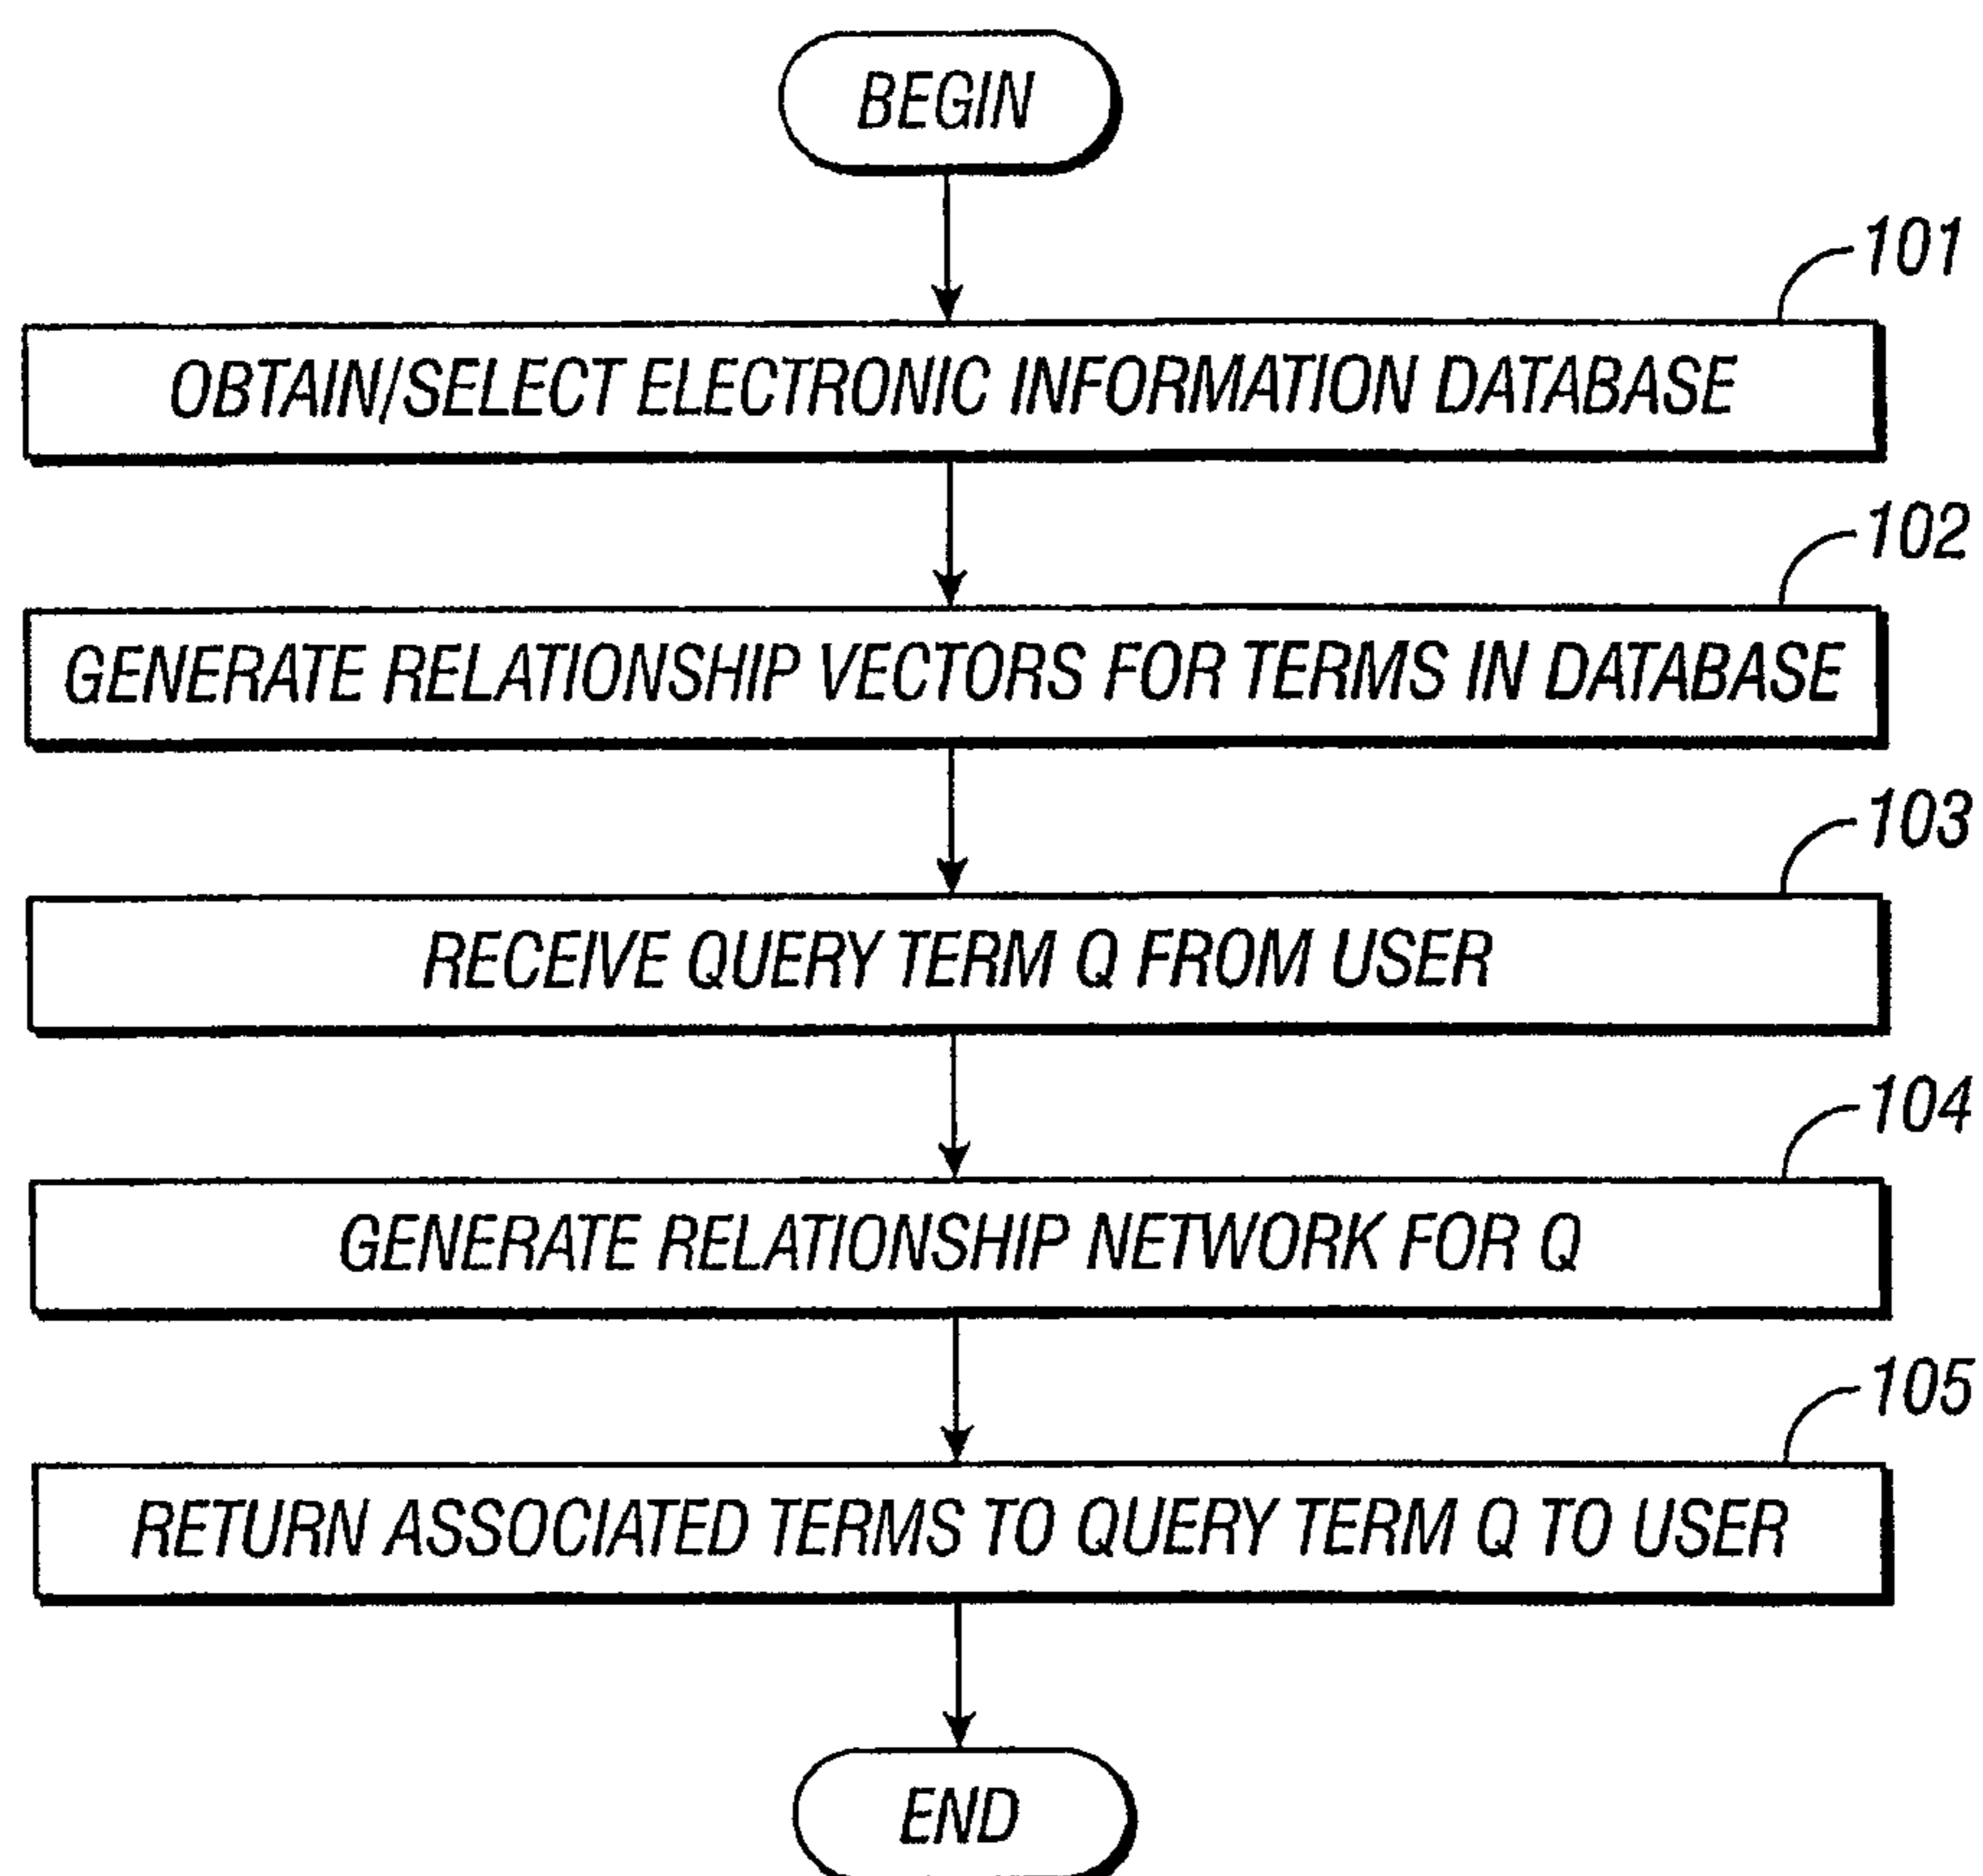 BEGIN
101
OBTAIN/SELECT ELECTRONIC INFORMATION DATABASE
102
GENERATE RELATIONSHIP VECTORS FOR TERMS IN DATABASE
103
RECEIVE QUERY TERM Q FROM USER
104
GENERATE RELATIONSHIP NETWORK FOR Q
105
RETURN ASSOCIATED TERMS TO QUERY TERM Q TO USER
END